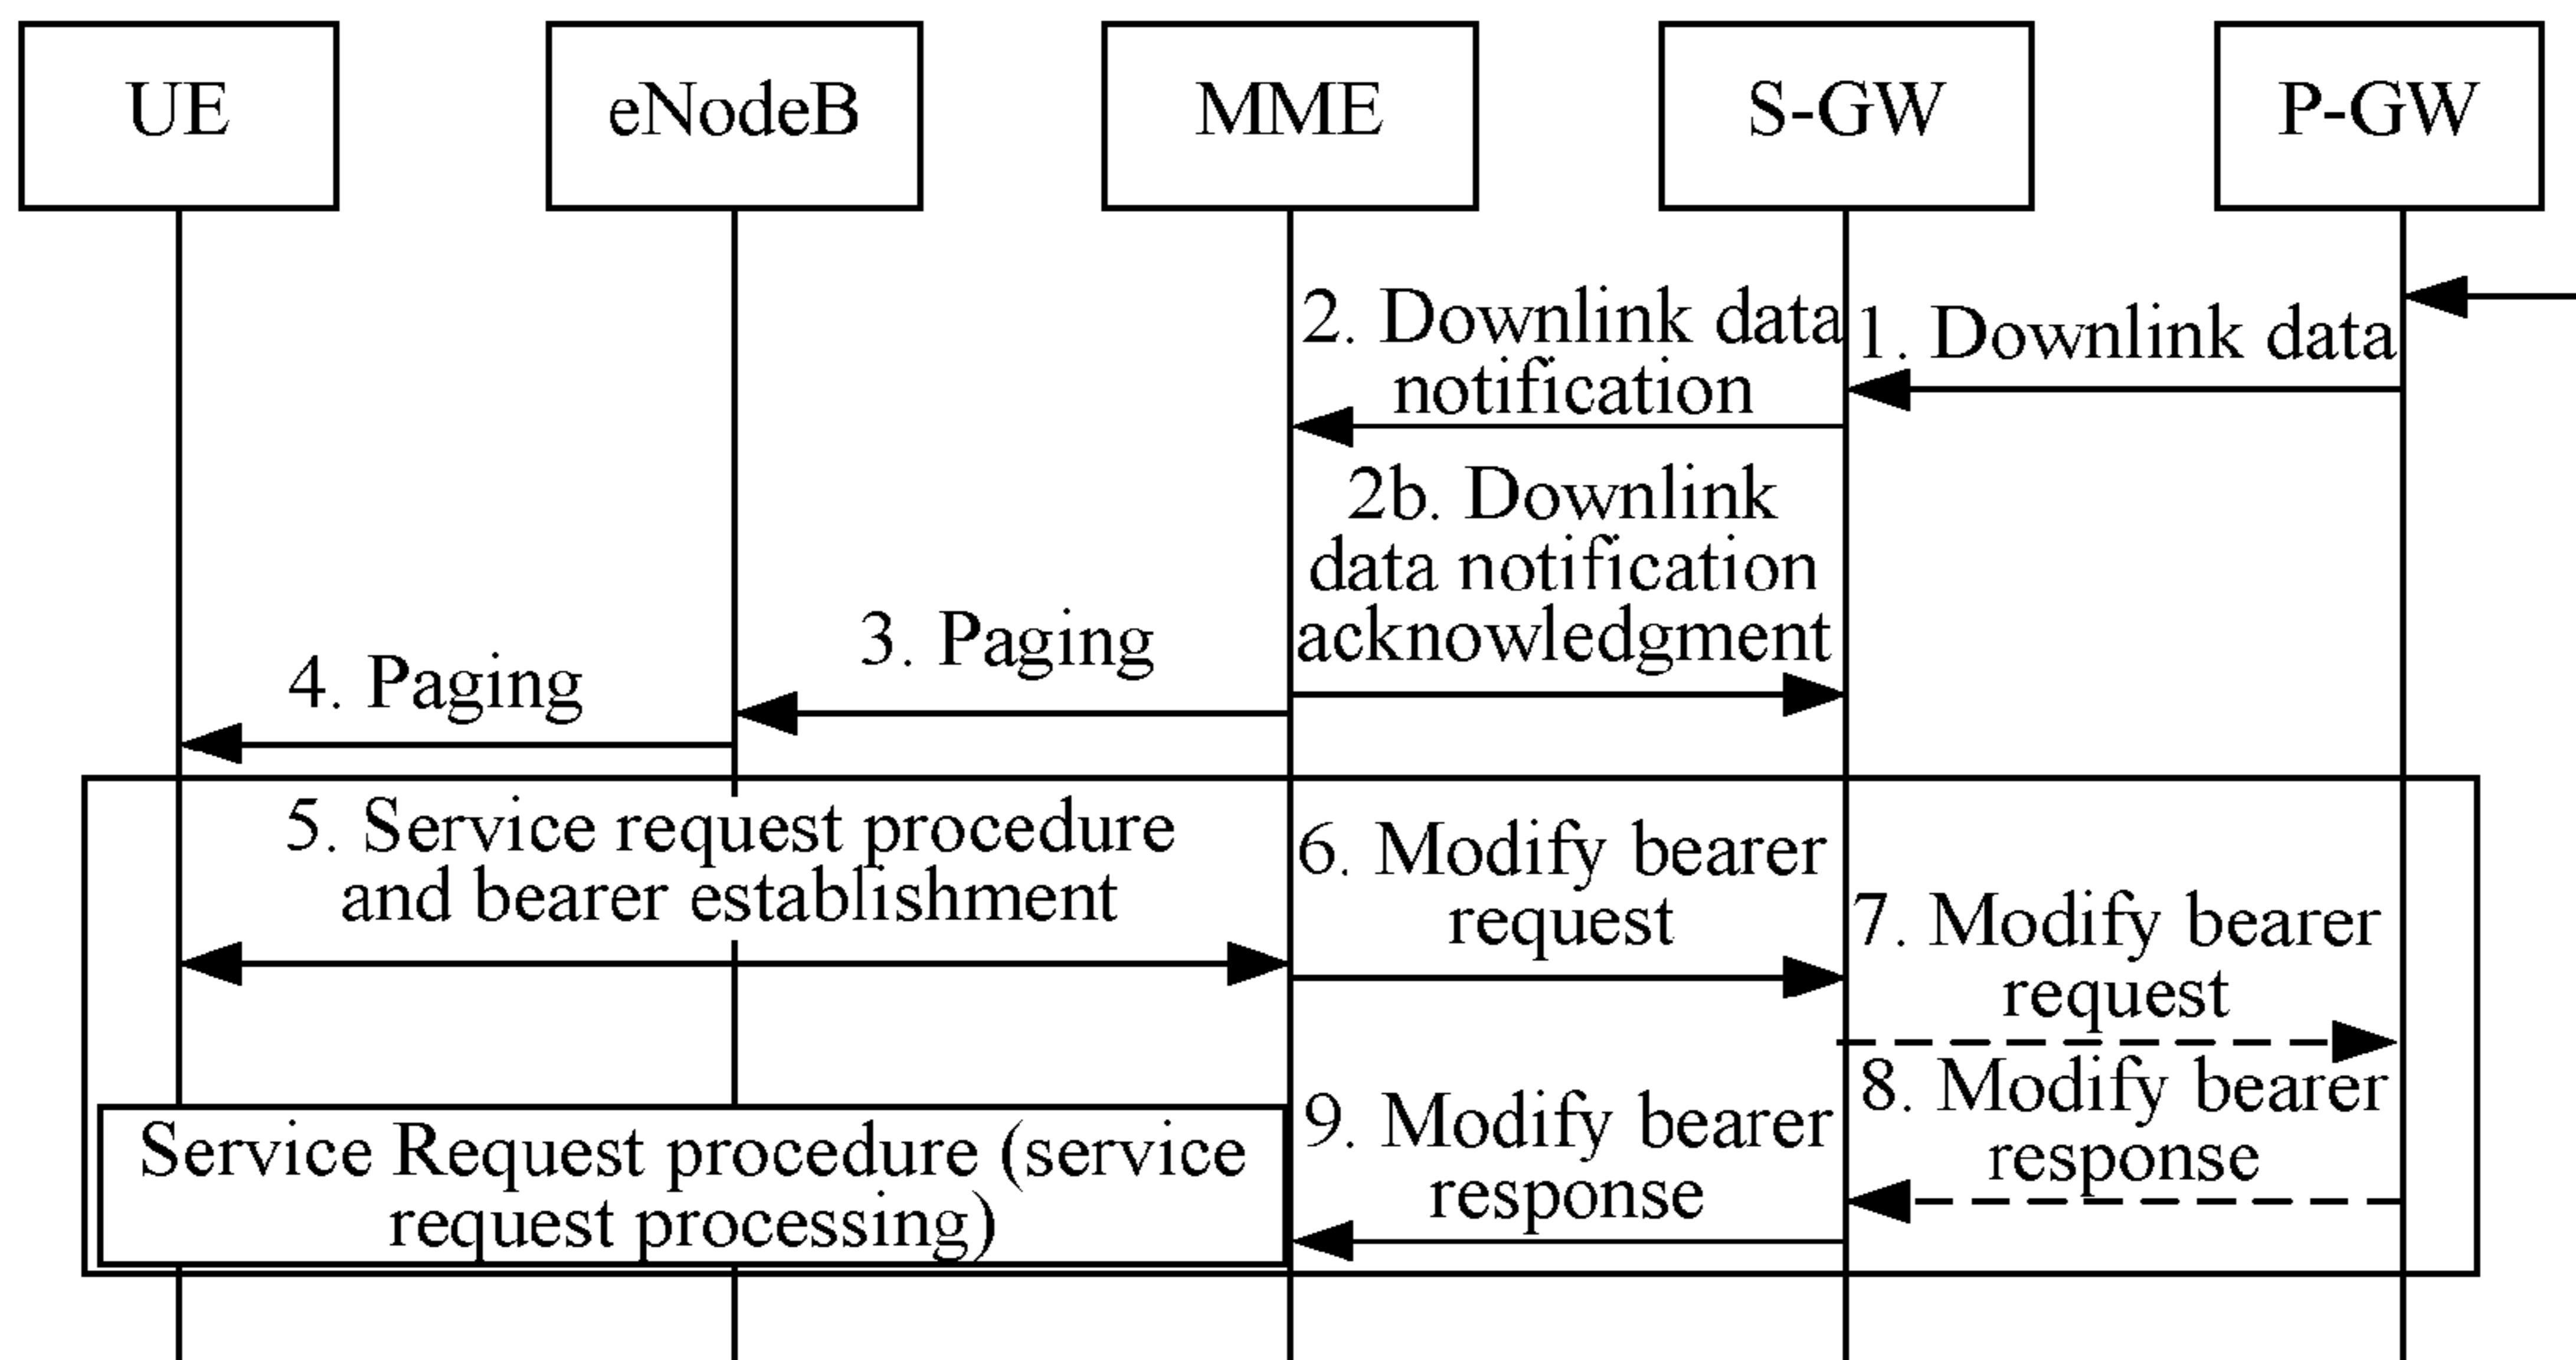 UE
eNodeB
MME
S-GW
P-GW
1. Downlink data
2. Downlink data
notification
2b. Downlink
data notification
acknowledgment
3. Paging
4. Paging
5. Service request procedure
and bearer establishment
6. Modify bearer
request
7. Modify bearer
request
8. Modify bearer
response
9. Modify bearer
response
Service Request procedure (service
request processing)